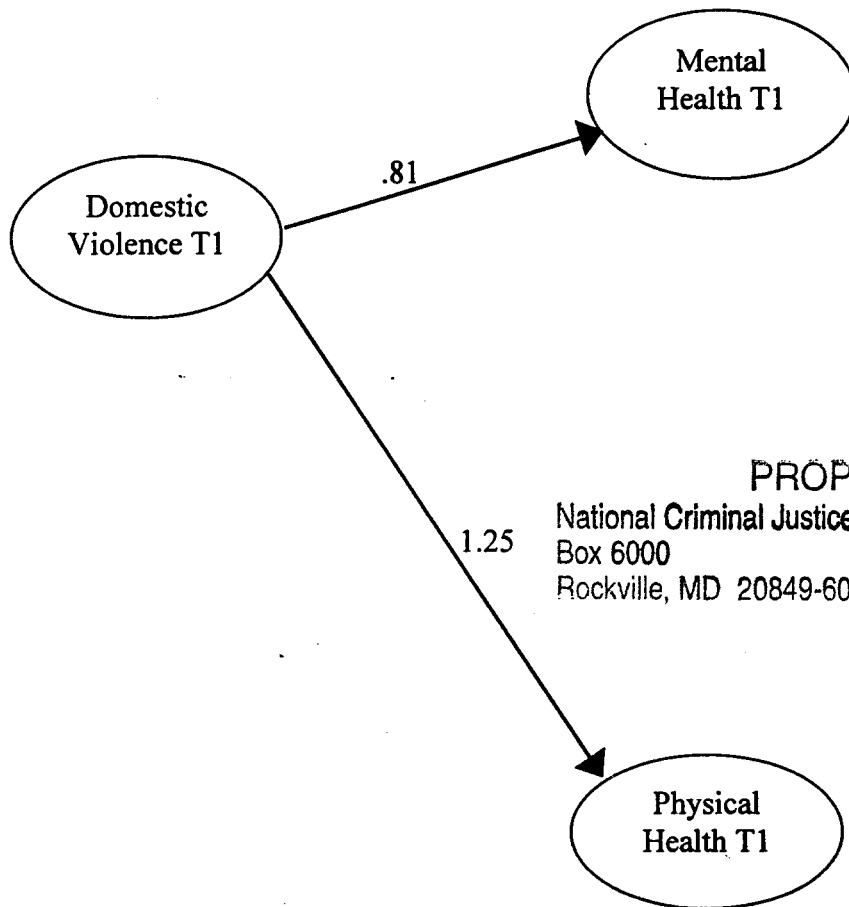 Mental
Health T1
.81
Domestic
Violence T1
PROP
National Criminal Justice
Box 6000
Rockville, MD 20849-60
1.25
Physical
Health T1